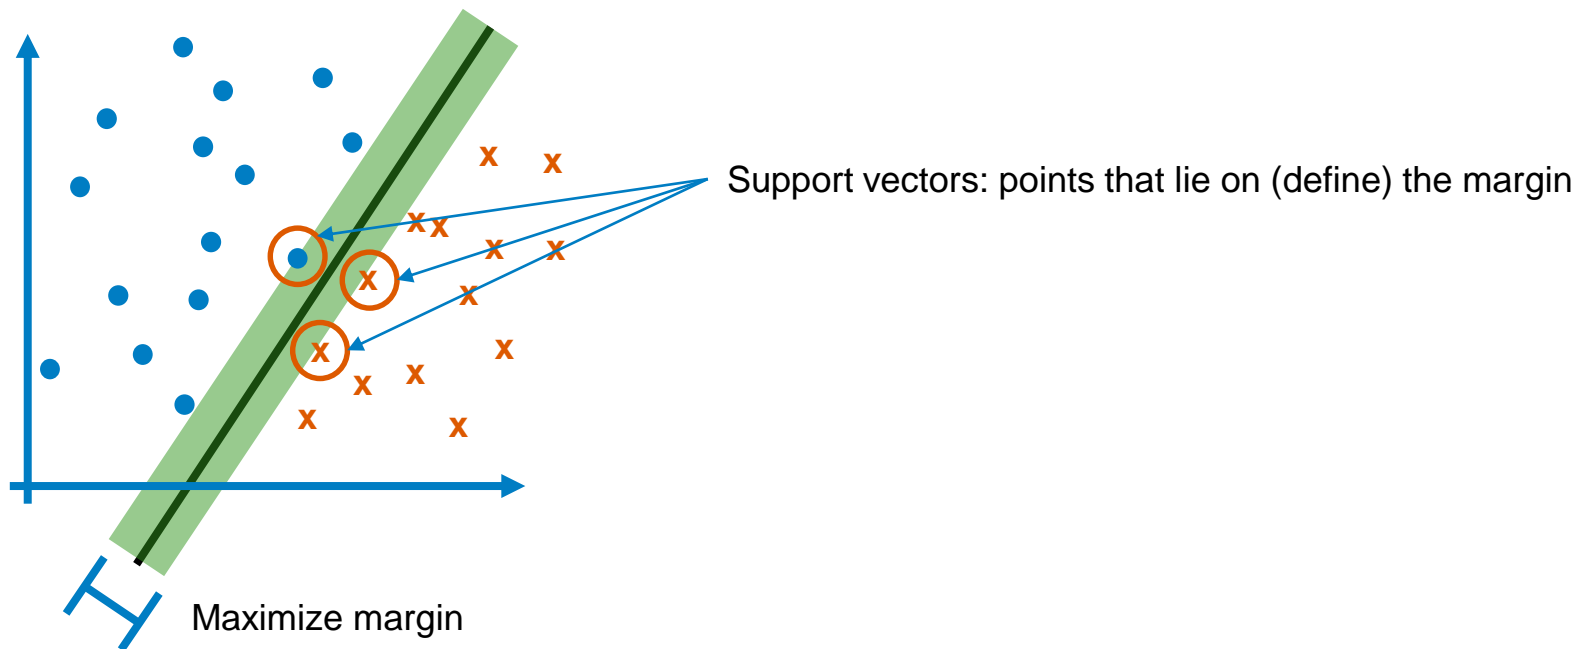 Support vectors: points that lie on (define) the margin
x x
x x
x x
x
x
x
x
x x
x
x
Maximize margin